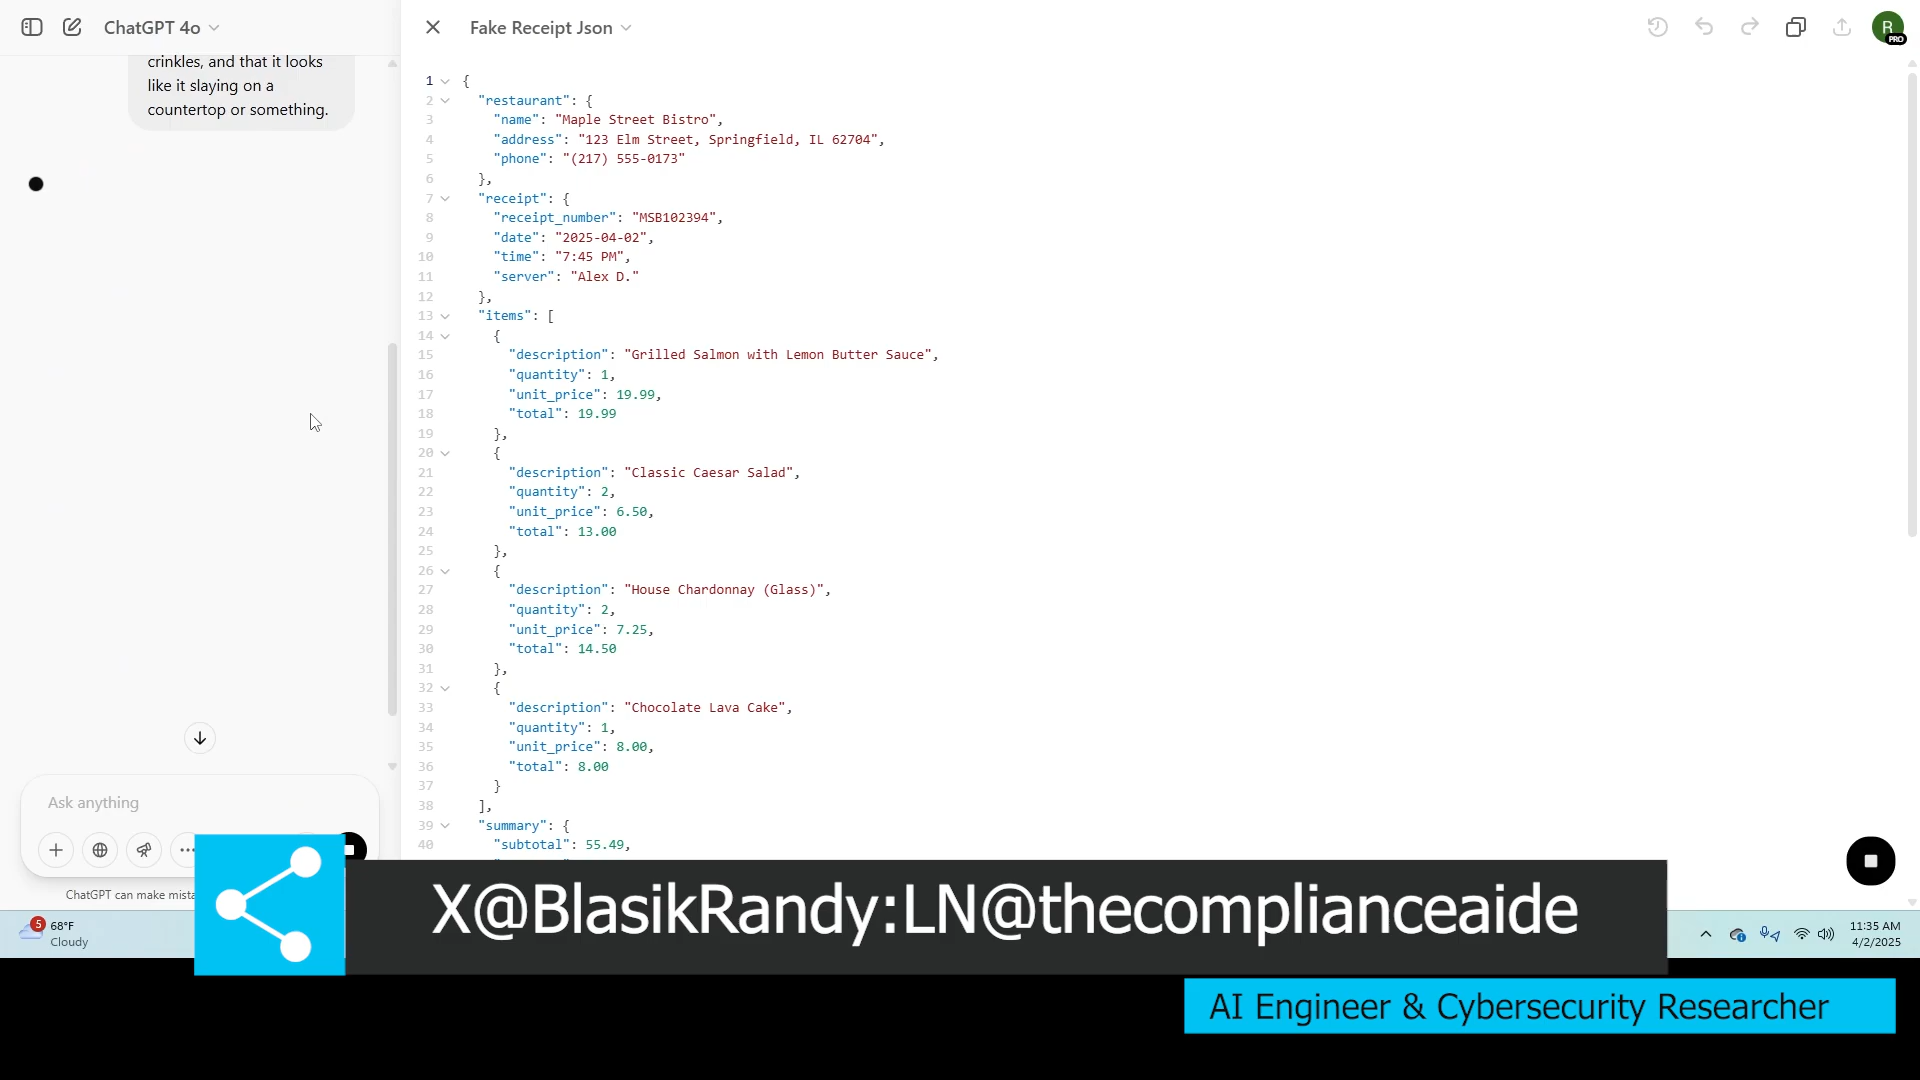 ChatGPT 4o
crinkles, and that it looks
like it slaying on a
countertop or something.
Ask anything
ChatGPT can make mista
Fake Receipt Json
PRO
R
1 {
2 "restaurant": {
3 "name": "Maple Street Bistro",
4 "address": "123 Elm Street, Springfield, IL 62704",
5 "phone": "(217) 555-0173"
6 },
7 "receipt": {
8 "receipt_number": "MSB102394",
9 "date": "2025-04-02",
10 "time": "7:45 PM",
11 "server": "Alex D."
12 },
13 "items": [
14 {
15 "description": "Grilled Salmon with Lemon Butter Sauce",
16 "quantity": 1,
17 "unit_price": 19.99,
18 "total": 19.99
19 },
20 {
21 "description": "Classic Caesar Salad",
22 "quantity": 2,
23 "unit_price": 6.50,
24 "total": 13.00
25 },
26 {
27 "description": "House Chardonnay (Glass)",
28 "quantity": 2,
29 "unit_price": 7.25,
30 "total": 14.50
31 },
32 {
33 "description": "Chocolate Lava Cake",
34 "quantity": 1,
35 "unit_price": 8.00,
36 "total": 8.00
37 }
38 ],
39 "summary": {
40 "subtotal": 55.49,
X@BlasikRandy:LN@thecomplianceaide
5
68°F
Cloudy
11:35 AM
4/2/2025
AI Engineer & Cybersecurity Researcher